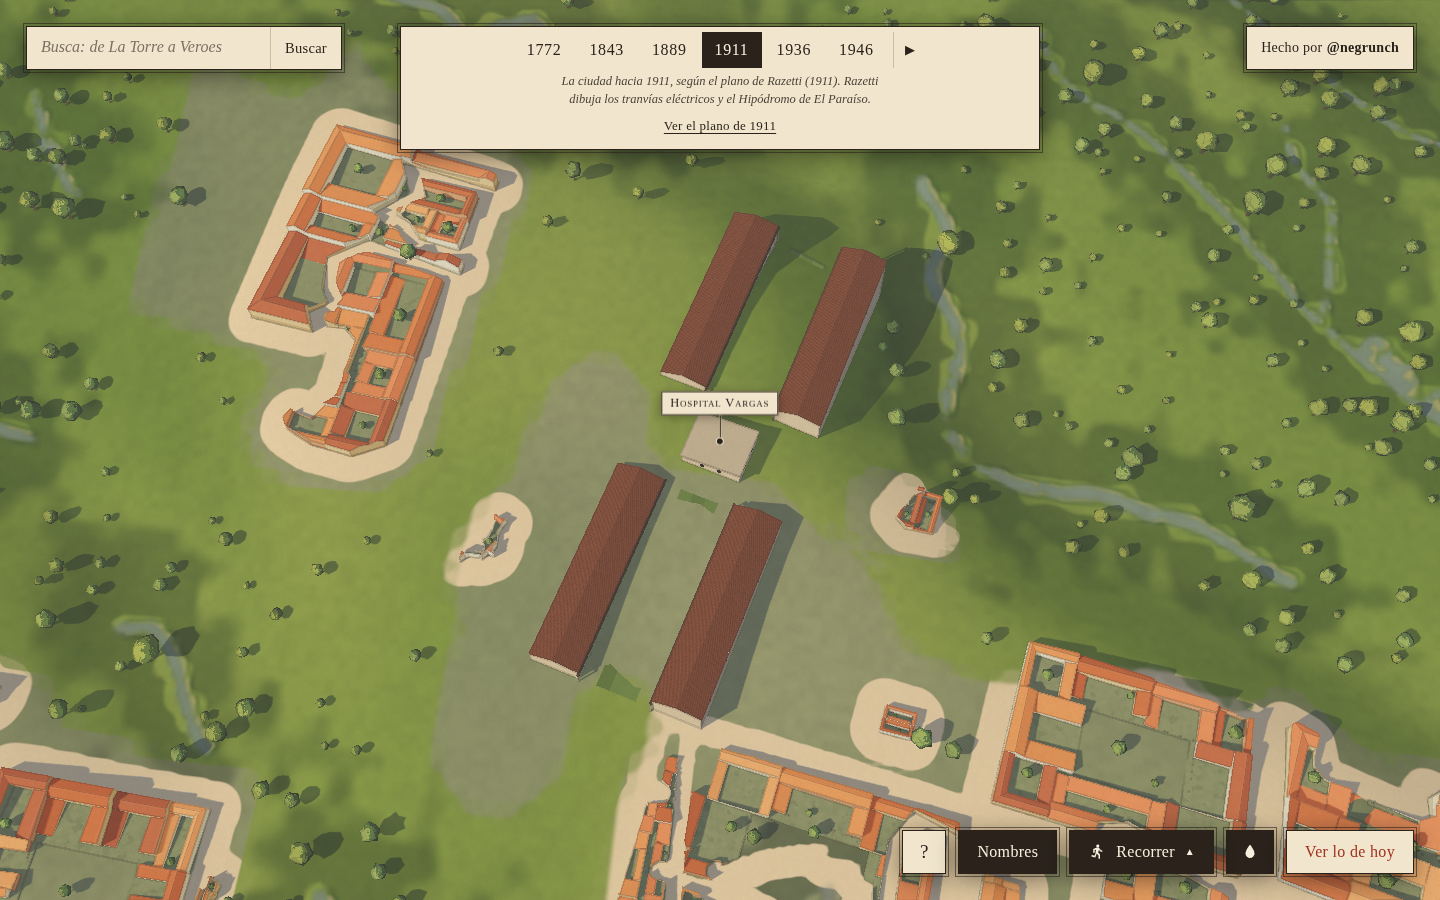 Busca: de La Torre a Veroes
Buscar
1772 1843 1889 1911 1936 1946 ▶
La ciudad hacia 1911, según el plano de Razetti (1911). Razetti
dibuja los tranvías eléctricos y el Hipódromo de El Paraíso.
Ver el plano de 1911
Hecho por @negrunch
Hospital Vargas
?
Nombres
Recorrer ▲
Ver lo de hoy